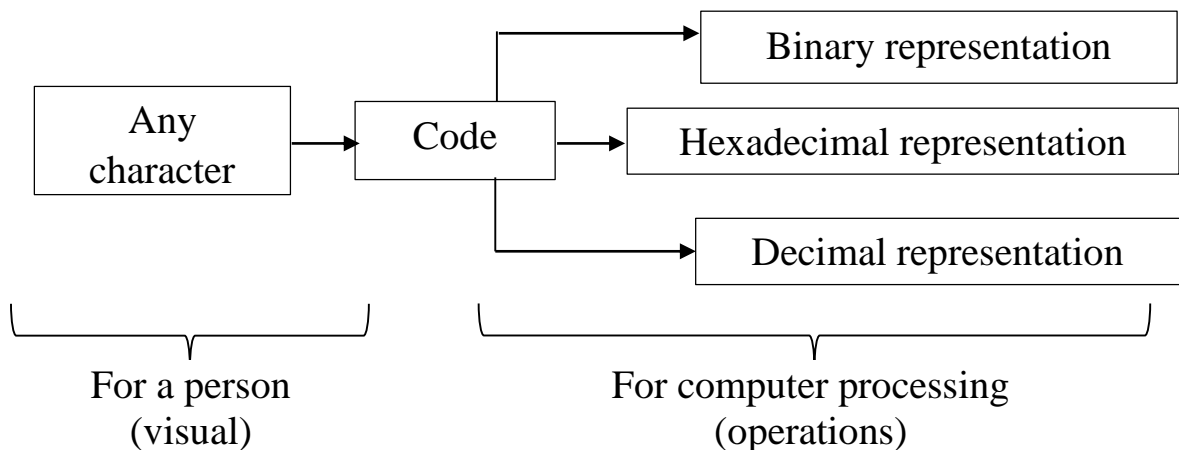 Binary representation
Any
character
Code
Hexadecimal representation
Decimal representation
For a person
(visual)
For computer processing
(operations)